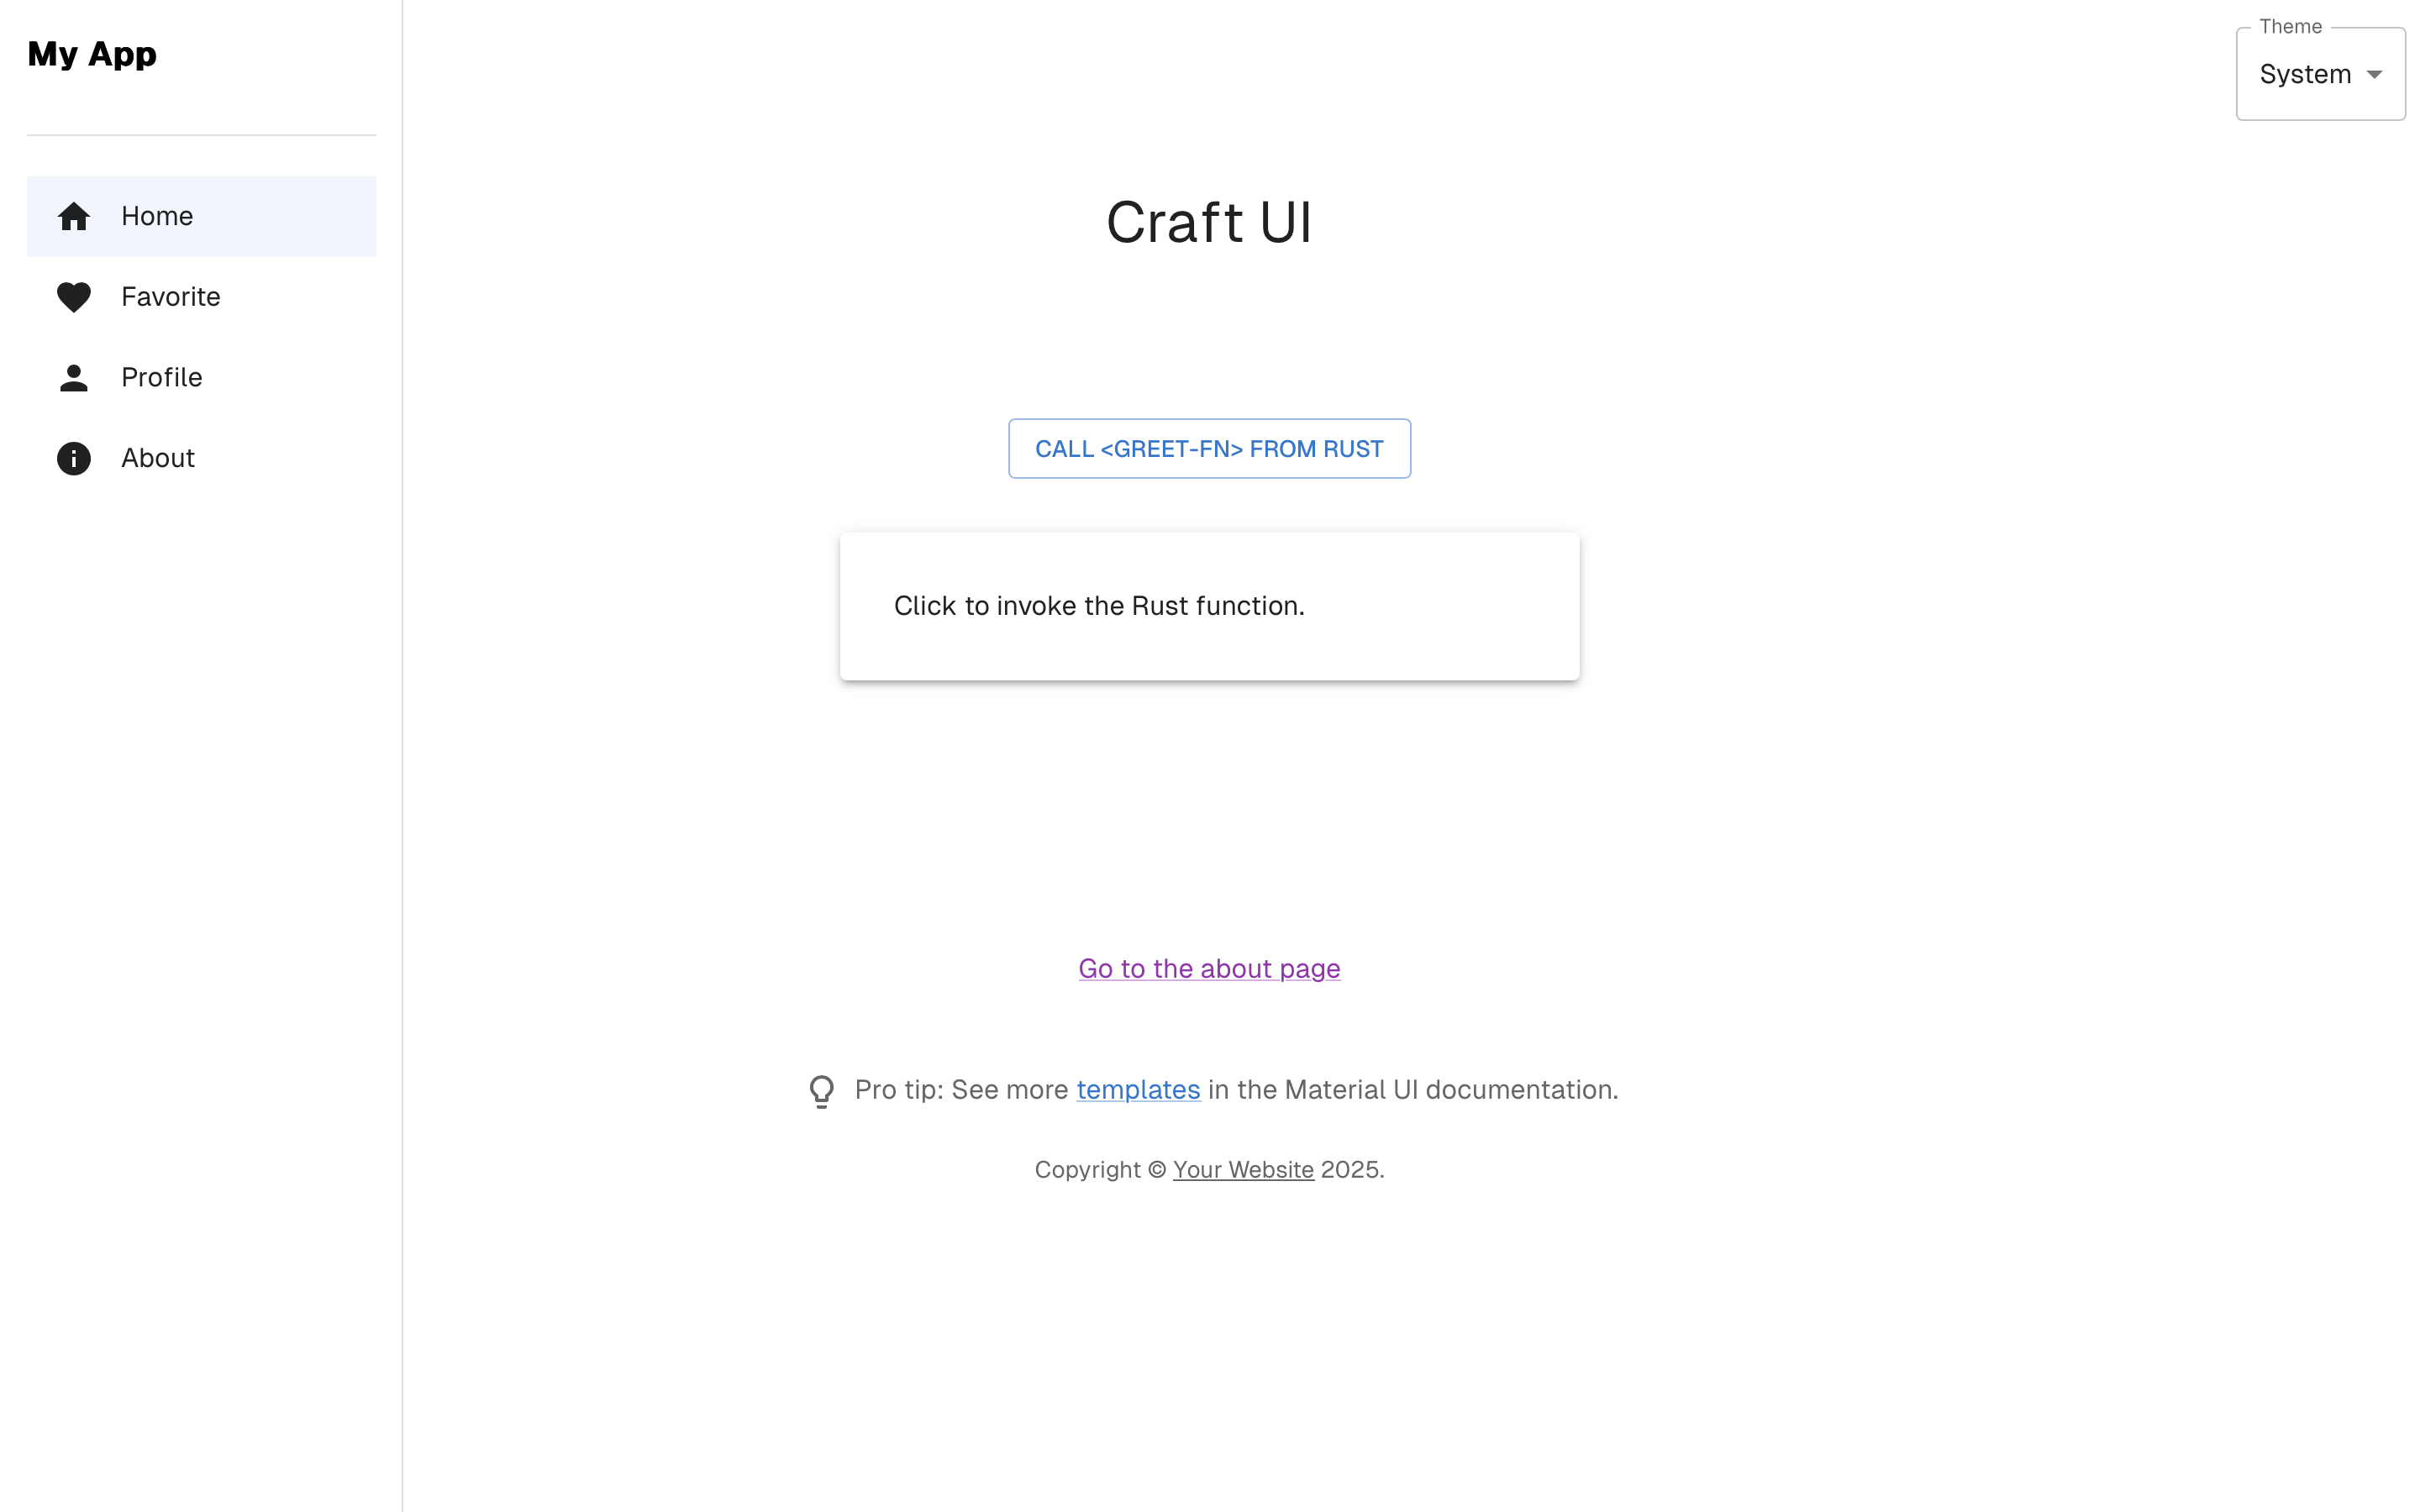 My App
Home
Favorite
Profile
About
Theme
System
Craft UI
CALL <GREET-FN> FROM RUST
Click to invoke the Rust function.
Go to the about page
Pro tip: See more templates in the Material UI documentation.
Copyright © Your Website 2025.